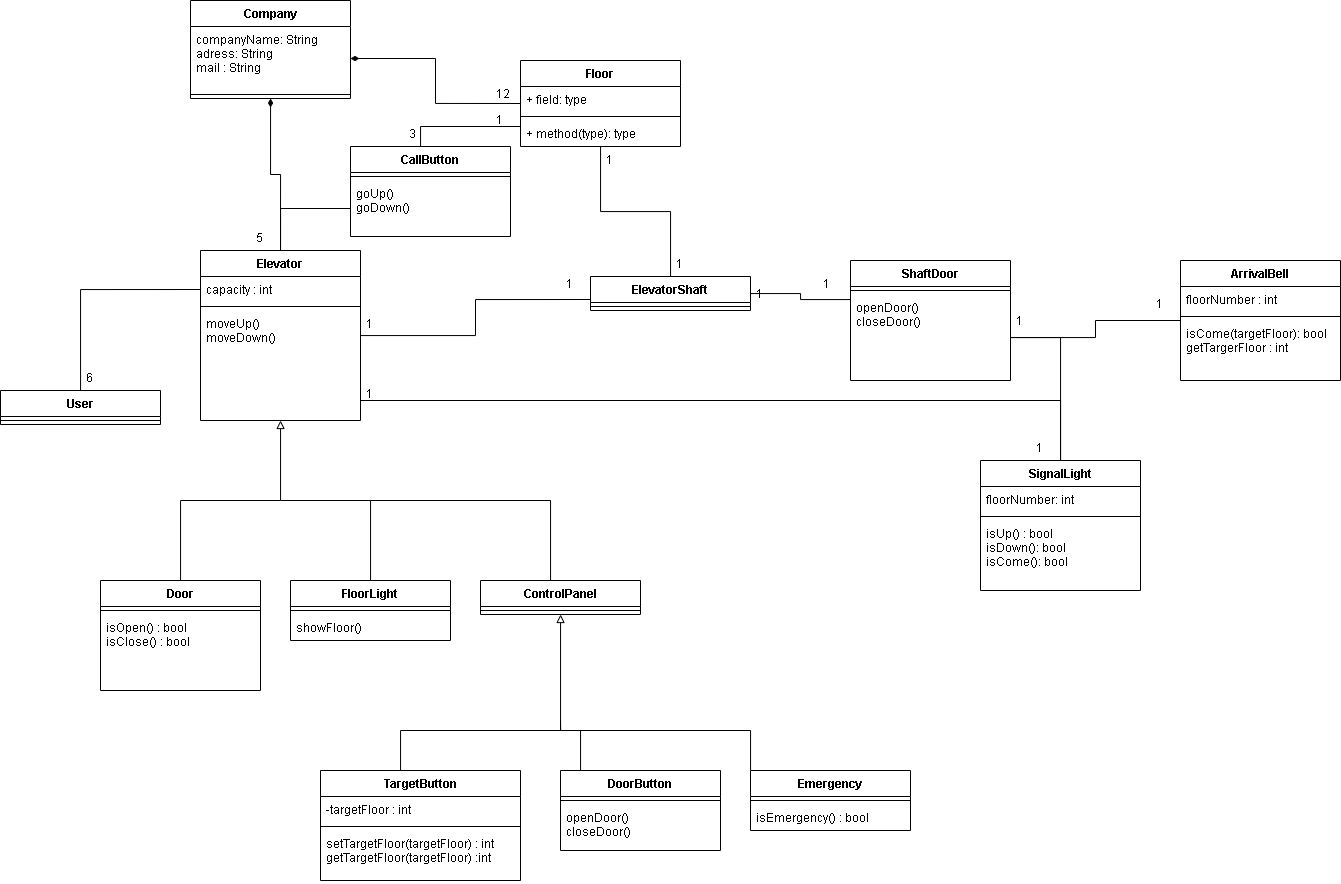 Company
companyName: String
adress: String
mail : String
Floor
+ field: type
+ method(type): type
12
1
3
1
CallButton
goUp()
goDown()
5
Elevator
capacity : int
moveUp()
moveDown()
6
User
1
1
1
ElevatorShaft
1
1
ShaftDoor
openDoor()
closeDoor()
1
1
ArrivalBell
floorNumber : int
isCome(targetFloor): bool
getTargerFloor : int
1
1
SignalLight
floorNumber: int
isUp() : bool
isDown(): bool
isCome(): bool
Door
isOpen() : bool
isClose() : bool
FloorLight
showFloor()
ControlPanel
TargetButton
-targetFloor : int
setTargetFloor(targetFloor) : int
getTargetFloor(targetFloor) :int
DoorButton
openDoor()
closeDoor()
Emergency
isEmergency() : bool